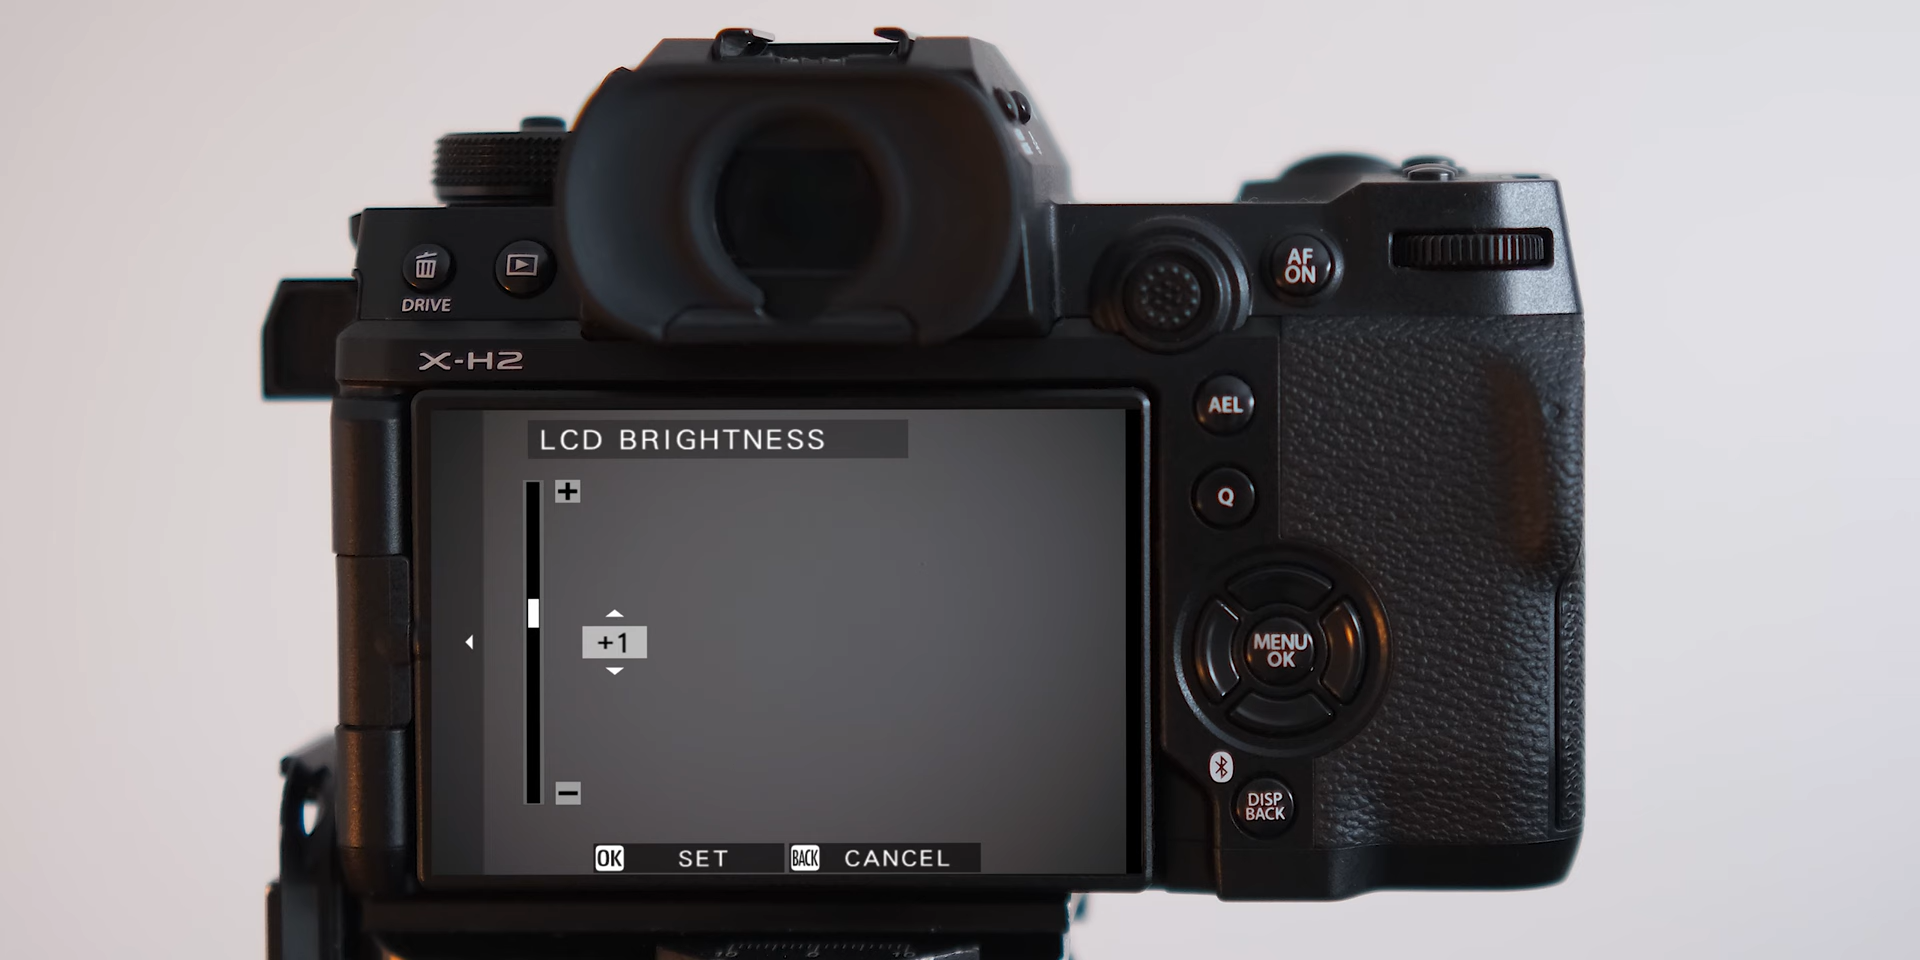 DRIVE
AF
ON
X-H2
AEL
LCD BRIGHTNESS
+
Q
+1
MENU
OK
−
DISP
BACK
OK SET BACK CANCEL